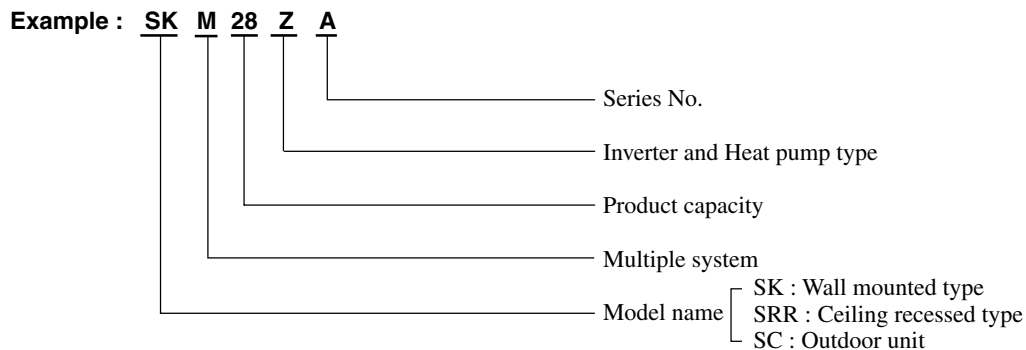 Example : SK M 28 Z A
Series No.
Inverter and Heat pump type
Product capacity
Multiple system
Model name
SK : Wall mounted type
SRR : Ceiling recessed type
SC : Outdoor unit